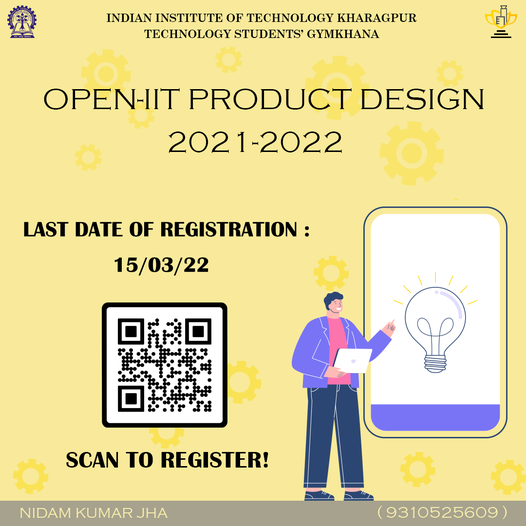 INDIAN INSTITUTE OF TECHNOLOGY KHARAGPUR
TECHNOLOGY STUDENTS' GYMKHANA
OPEN-IIT PRODUCT DESIGN
2021-2022
LAST DATE OF REGISTRATION :
15/03/22
SCAN TO REGISTER!
NIDAM KUMAR JHA
( 9310525609 )